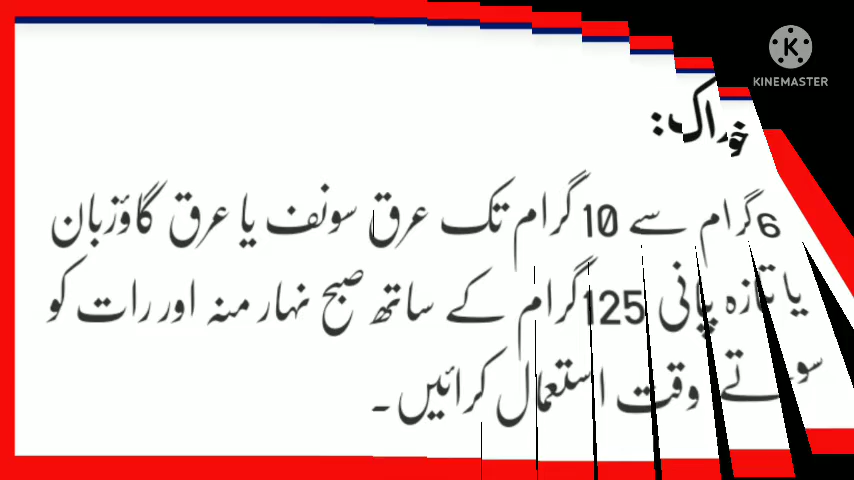 KINEMASTER
خوراک:
6گرام سے 10گرام تک عرق سونف یا عرق گاؤزبان
یا تازہ پانی 125گرام کے ساتھ صبح نہار منہ اور رات کو
سوتے وقت استعمال کرائیں۔